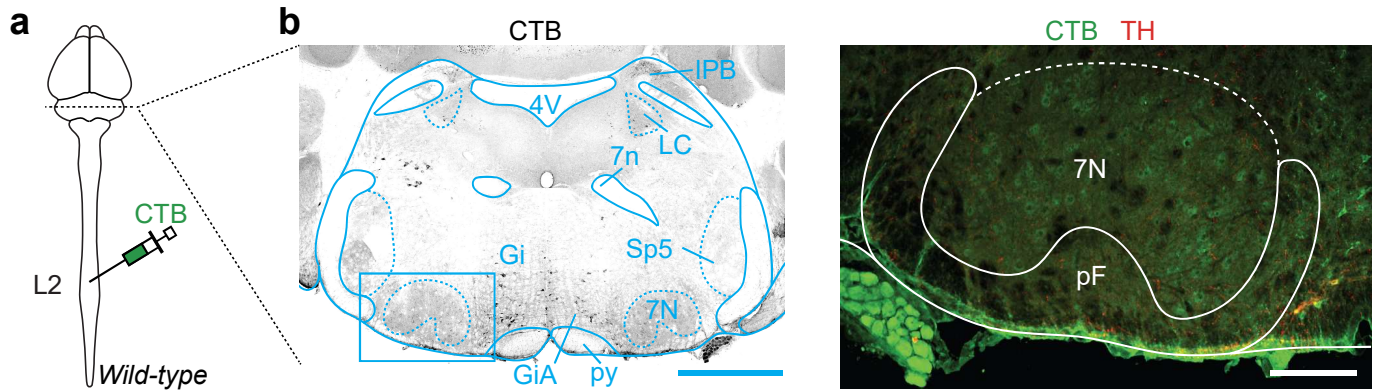 a
CTB
L2
Wild-type
b
CTB
lPB
4V
LC
7n
Sp5
Gi
7N
GiA
py
CTB TH
7N
pF